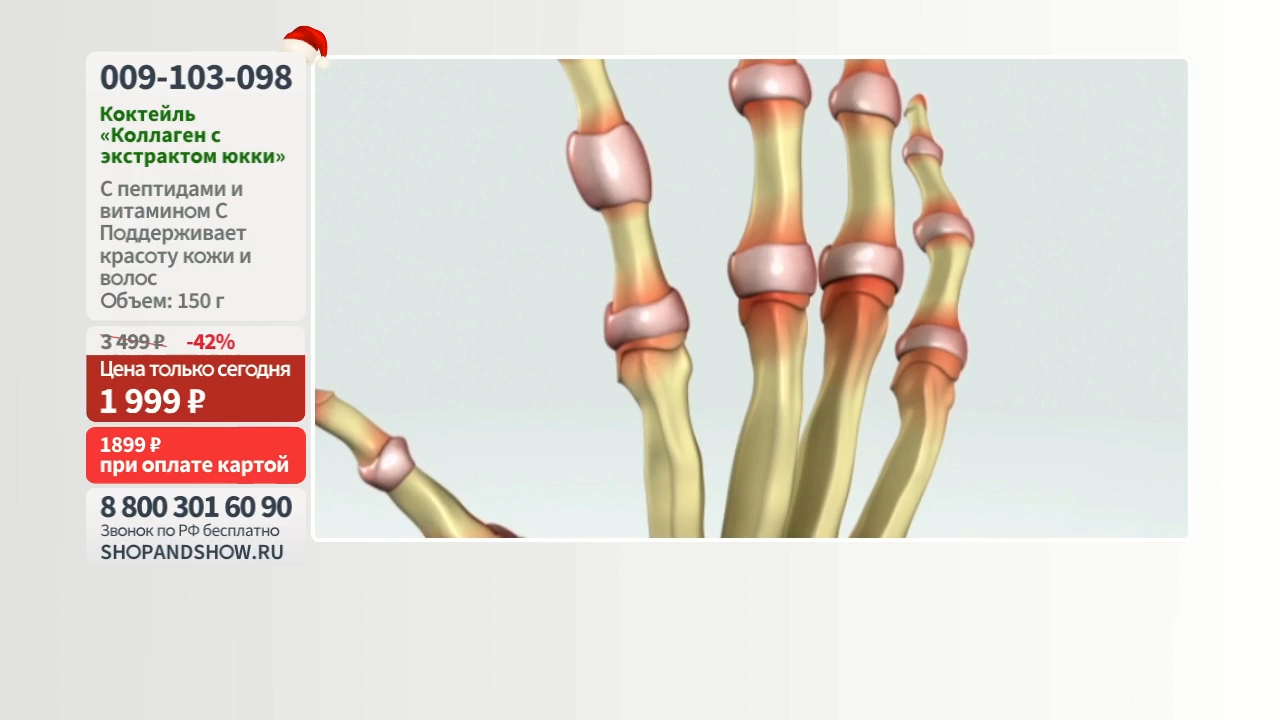 009-103-098
Коктейль
«Коллаген с
экстрактом юкки»
С пептидами и
витамином С
Поддерживает
красоту кожи и
волос
Объем: 150 г
3 499 ₽ -42%
Цена только сегодня
1 999 ₽
1899 ₽
при оплате картой
8 800 301 60 90
Звонок по РФ бесплатно
SHOPANDSHOW.RU